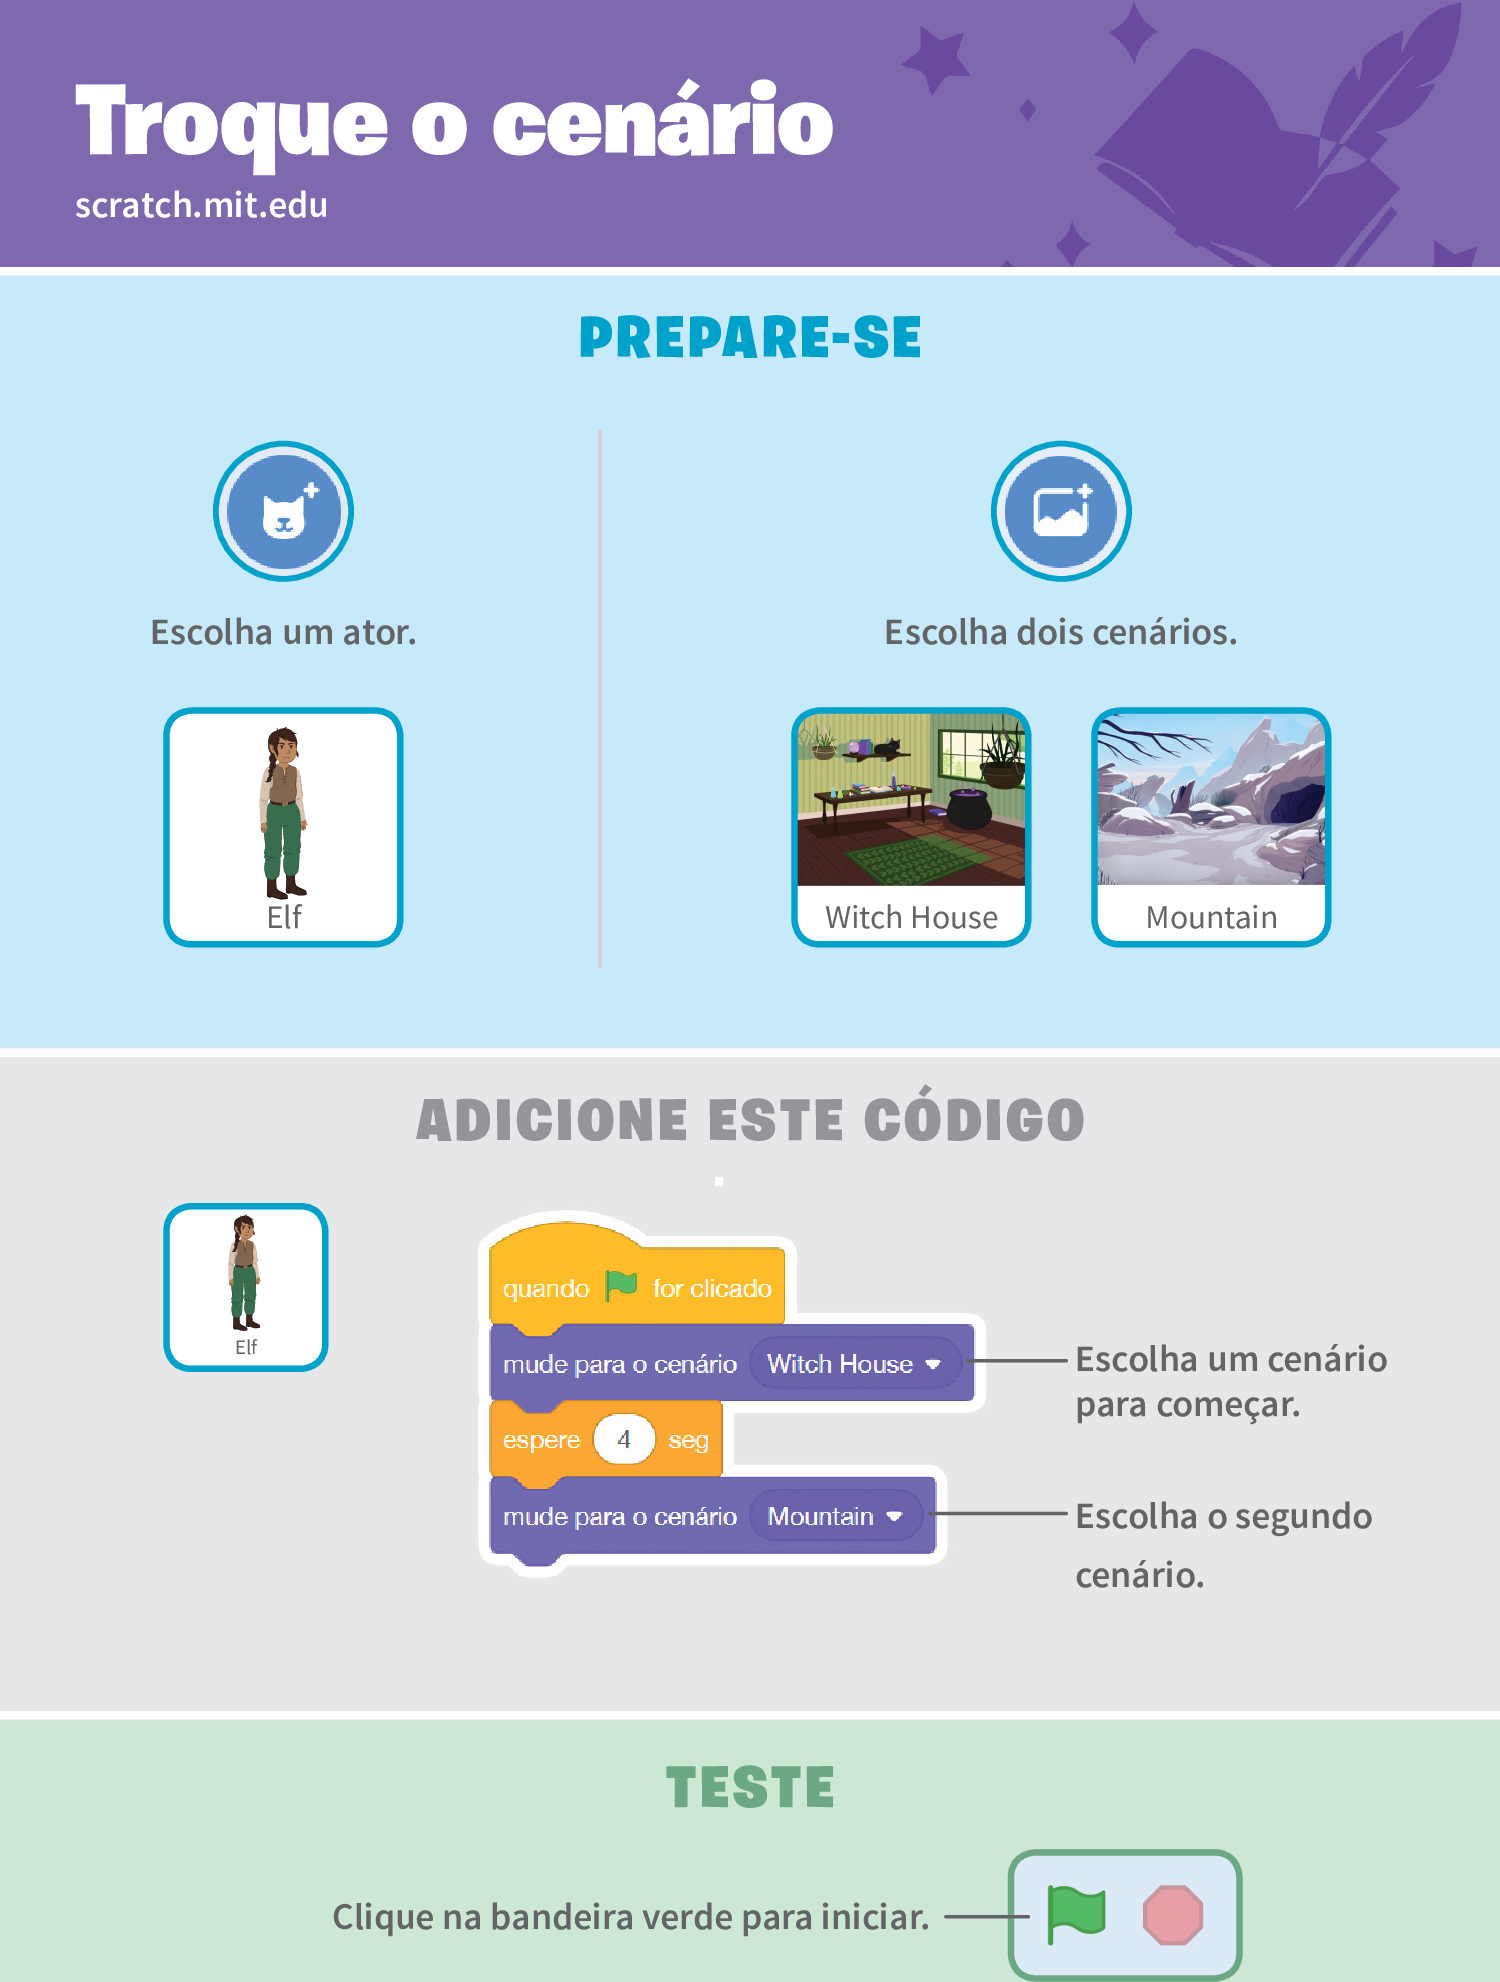 Troque o cenário
scratch.mit.edu
PREPARE-SE
Escolha um ator.
Escolha dois cenários.
Elf
Witch House
Mountain
ADICIONE ESTE CÓDIGO
Elf
quando for clicado
mude para o cenário Witch House
espere 4 seg
mude para o cenário Mountain
Escolha um cenário
para começar.
Escolha o segundo
cenário.
TESTE
Clique na bandeira verde para iniciar.